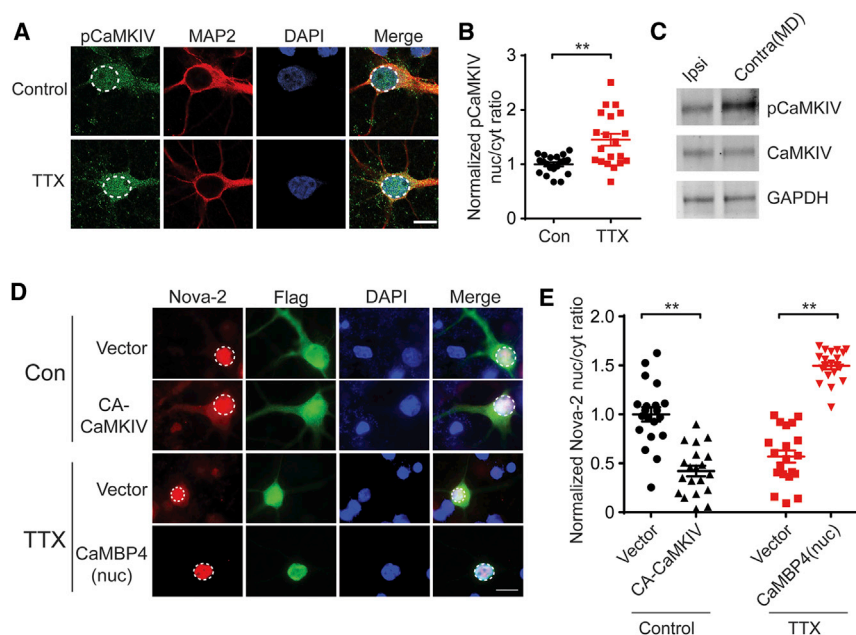 A
pCaMKIV MAP2 DAPI Merge
Control
TTX
B
**
Normalized pCaMKIV
nuc/cyt ratio
3
2
1
0
Con TTX
C
Ipsi Contra(MD)
pCaMKIV
CaMKIV
GAPDH
D
Nova-2 Flag DAPI Merge
Con
Vector
CA-
CaMKIV
TTX
Vector
CaMBP4
(nuc)
E
** **
Normalized Nova-2 nuc/cyt ratio
2.0
1.5
1.0
0.5
0
Vector CA-CaMKIV Vector CaMBP4(nuc)
Control TTX